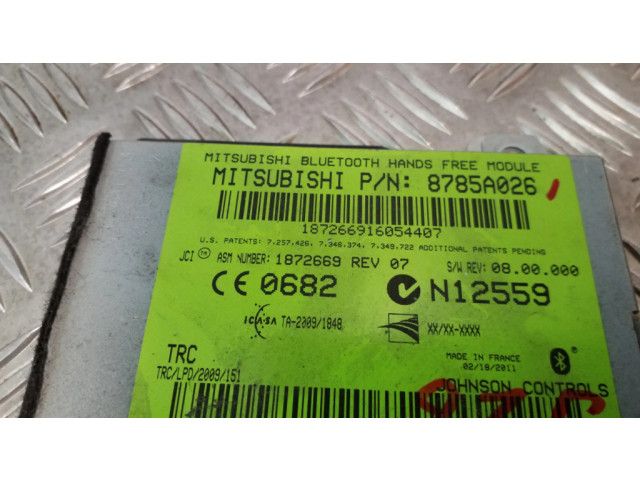 MITSUBISHI BLUETOOTH HANDS FREE MODULE
MITSUBISHI P/N: 8785A026
187266916054407
U.S. PATENTS: 7,257,426, 7,346,374, 7,349,722 ADDITIONAL PATENTS PENDING
JCI TM ASM NUMBER: 1872669 REV 07 S/W REV: 08.00.000
CE 0682 N12559
ICASA TA-2009/1848 XX/XX-XXXX
TRC
TRC/LPD/2009/151
MADE IN FRANCE
02/18/2011
JOHNSON CONTROLS